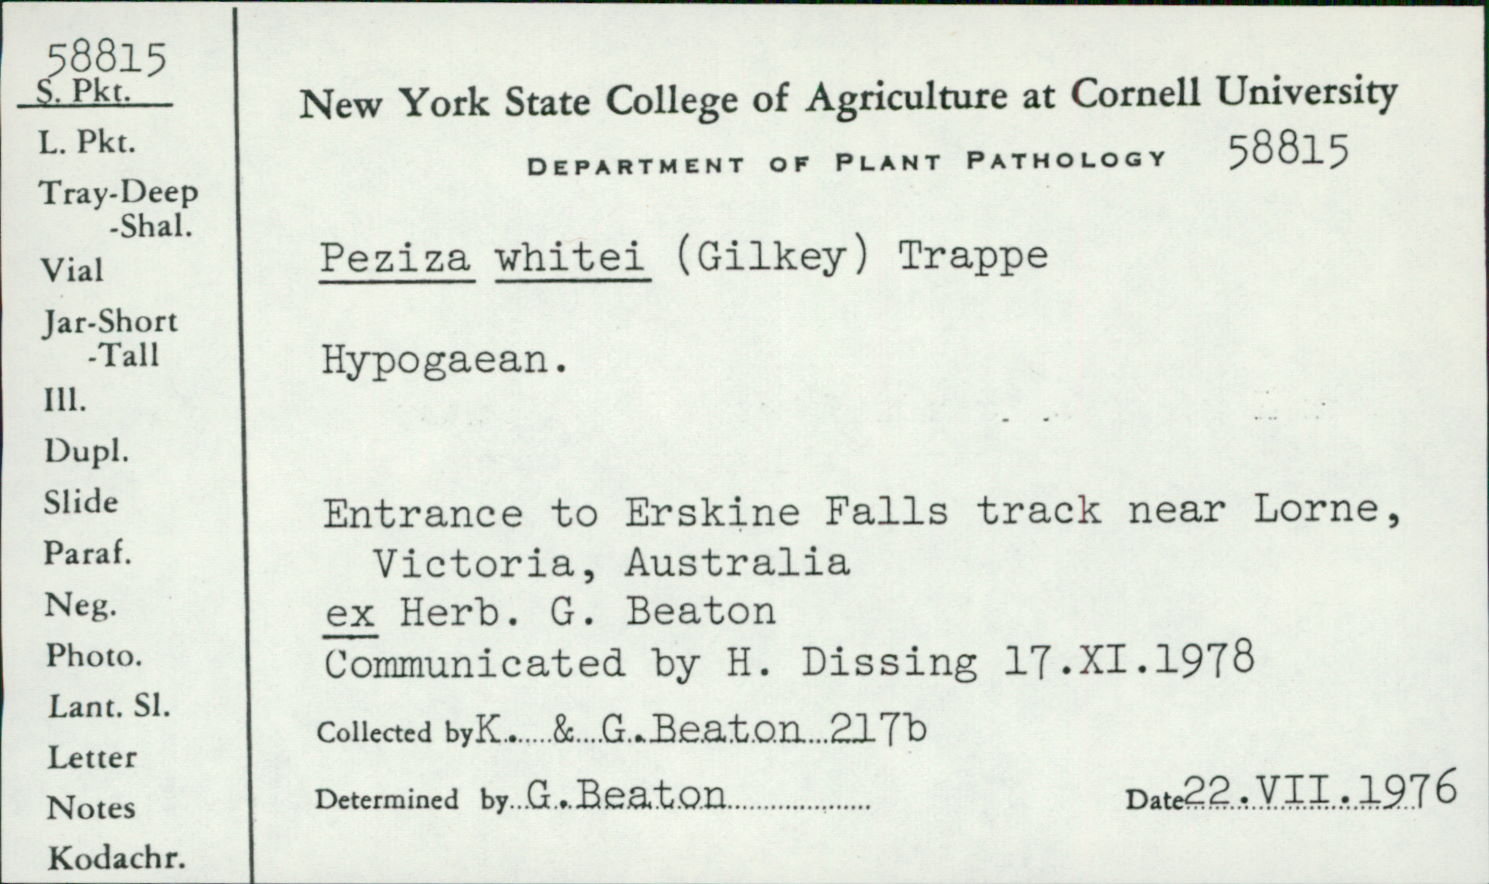 58815
S. Pkt.
L. Pkt.
Tray-Deep
-Shal.
Vial
Jar-Short
-Tall
Ill.
Dupl.
Slide
Paraf.
Neg.
Photo.
Lant. Sl.
Letter
Notes
Kodachr.
New York State College of Agriculture at Cornell University
DEPARTMENT OF PLANT PATHOLOGY 58815
Peziza whitei (Gilkey) Trappe
Hypogaean.
Entrance to Erskine Falls track near Lorne,
Victoria, Australia
ex Herb. G. Beaton
Communicated by H. Dissing 17.XI.1978
Collected by K. & G. Beaton 217b
Determined by G. Beaton Date 22.VII.1976